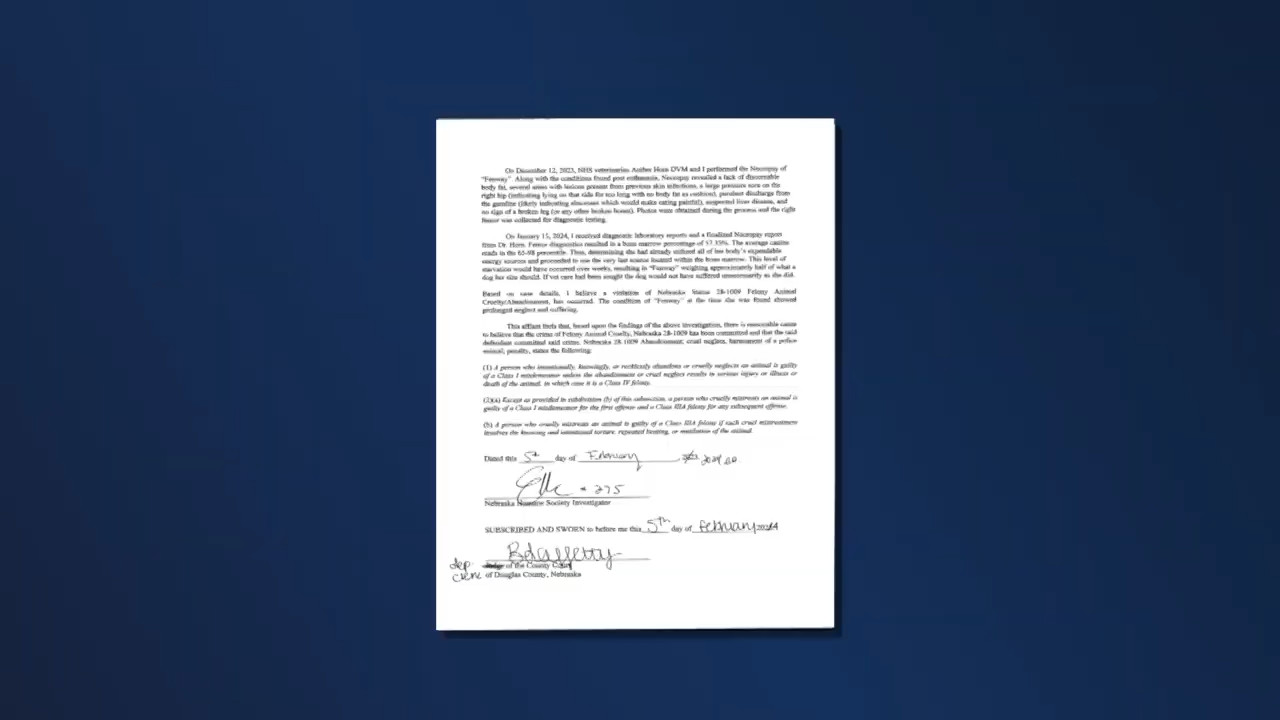 On December 12, 2023, NHS veterinarian Amber Horn DVM and I performed the Necropsy of
"Fenway". Along with the conditions found post euthanasia, Necropsy revealed a lack of discernable
body fat, several areas with lesions present from previous skin infections, a large pressure sore on the
right hip (indicating lying on that side for too long with no body fat as cushion), purulent discharge from
the gumline (likely indicating abscesses which would make eating painful), suspected liver disease, and
no sign of a broken leg (or any other broken bones). Photos were obtained during the process and the right
femur was collected for diagnostic testing.
On January 15, 2024, I received diagnostic laboratory reports and a finalized Necropsy report
from Dr. Horn. Femur diagnostics resulted in a bone marrow percentage of The average canine
reads in the 65-98 percentile. Thus, determining she had already utilized all of her body's expendable
energy sources and proceeded to use the very last source located within the bone marrow. This level of
starvation would have occurred over weeks, resulting in "Fenway" weighing approximately half of what a
dog her size should. If vet care had been sought the dog would not have suffered unnecessarily as she did.
Based on case details, I believe a violation of Nebraska Statue 28-1009 Felony Animal
Cruelty/Abandonment, has occurred. The condition of "Fenway" at the time she was found showed
prolonged neglect and suffering.
This affiant finds that, based upon the findings of the above investigation, there is reasonable cause
to believe that the crime of Felony Animal Cruelty, Nebraska 28-1009 has been committed and that the said
defendant committed said crime. Nebraska 28-1009 Abandonment; cruel neglect, harassment of a police
animal; penalty, states the following:
(1) A person who intentionally, knowingly, or recklessly abandons or cruelly neglects an animal is guilty
of a Class I misdemeanor unless the abandonment or cruel neglect results in serious injury or illness or
death of the animal, in which case it is a Class IV felony.
(2)(a) Except as provided in subdivision (b) of this subsection, a person who cruelly mistreats an animal is
guilty of a Class I misdemeanor for the first offense and a Class IIIA felony for any subsequent offense.
(b) A person who cruelly mistreats an animal is guilty of a Class IIIA felony if such cruel mistreatment
involves the knowing and intentional torture, repeated beating, or mutilation of the animal.
Dated this 5th day of February, 2024
#275
Nebraska Humane Society Investigator
SUBSCRIBED AND SWORN to before me this 5th day of February 2024
dep. of the County Court
clerk of Douglas County, Nebraska